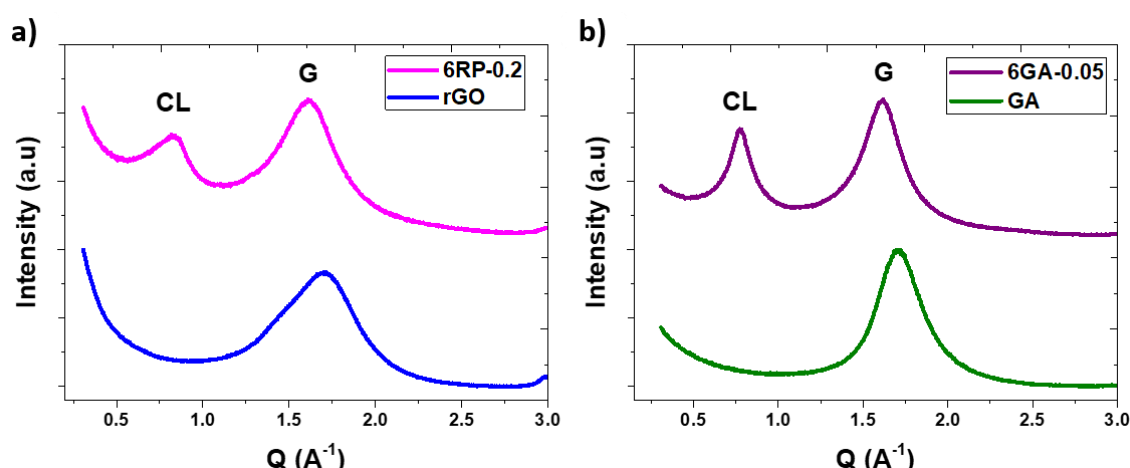 a)
6RP-0.2
rGO
CL
G
Intensity (a.u)
0.5 1.0 1.5 2.0 2.5 3.0
Q (A⁻¹)
b)
6GA-0.05
GA
CL
G
Intensity (a.u)
0.5 1.0 1.5 2.0 2.5 3.0
Q (A⁻¹)